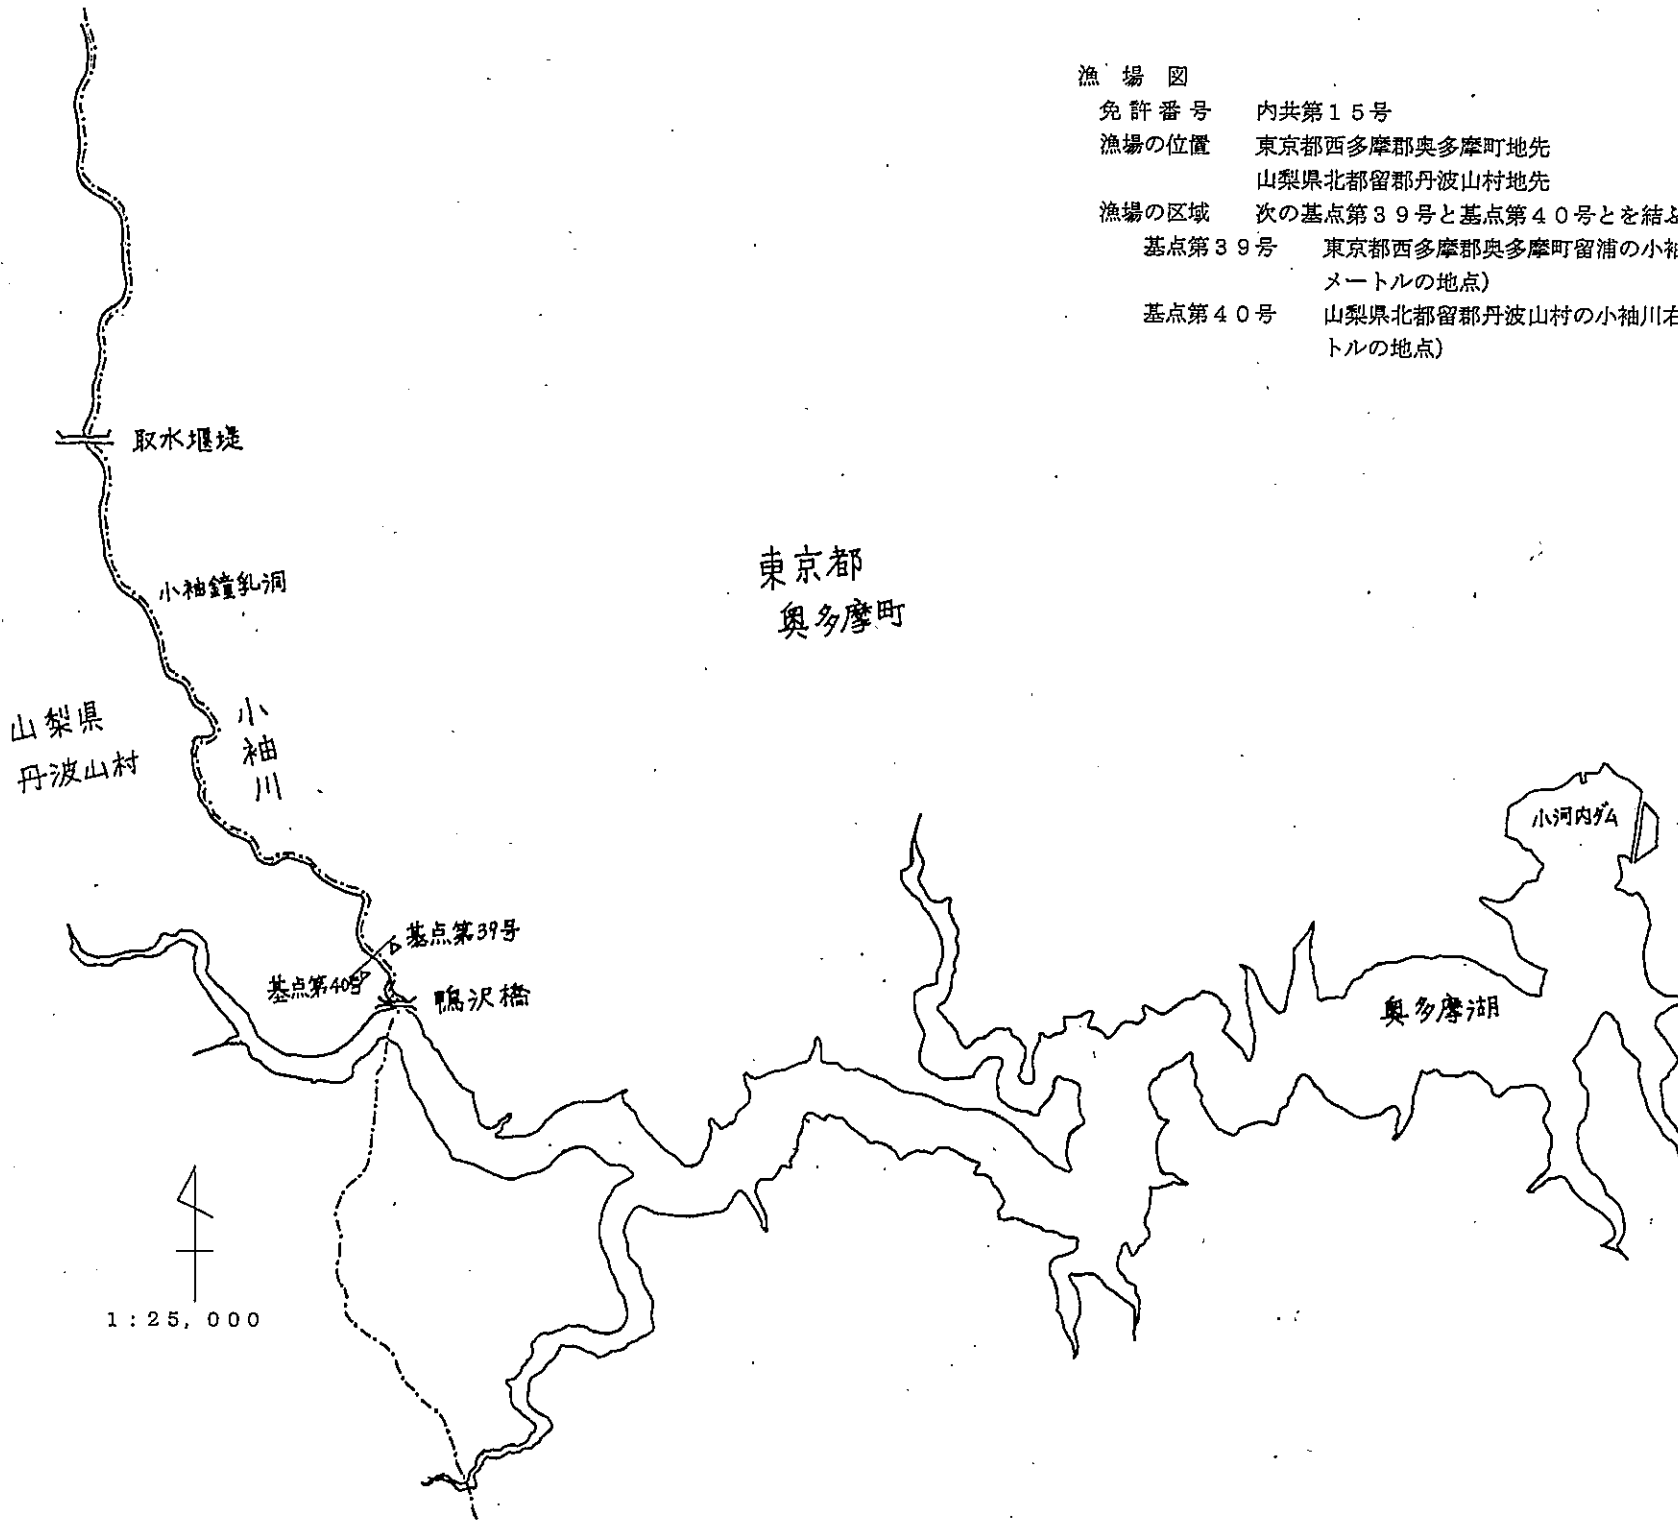 漁場図
免許番号 内共第15号
漁場の位置 東京都西多摩郡奥多摩町地先
山梨県北都留郡丹波山村地先
漁場の区域 次の基点第39号と基点第40号とを結ぶ
基点第39号 東京都西多摩郡奥多摩町留浦の小袖
メートルの地点)
基点第40号 山梨県北都留郡丹波山村の小袖川右
トルの地点)
取水堰堤
東京都
奥多摩町
小袖鐘乳洞
山梨県
丹波山村
小袖川
小河内ダム
基点第39号
基点第40号
鴨沢橋
奥多摩湖
1:25,000